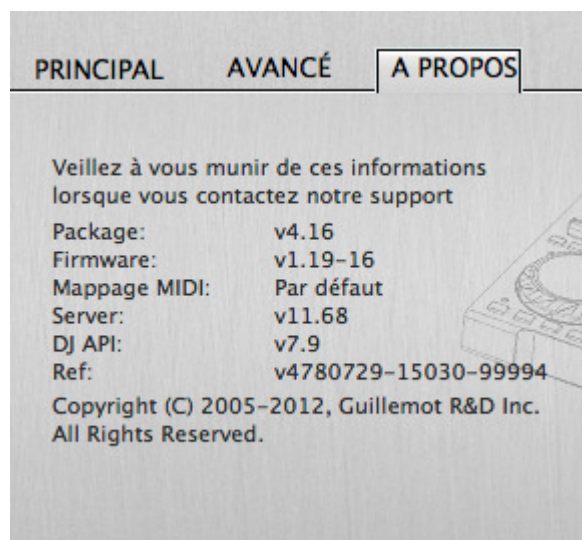 PRINCIPAL AVANCÉ A PROPOS
Veillez à vous munir de ces informations
lorsque vous contactez notre support
Package: v4.16
Firmware: v1.19-16
Mappage MIDI: Par défaut
Server: v11.68
DJ API: v7.9
Ref: v4780729-15030-99994
Copyright (C) 2005-2012, Guillemot R&D Inc.
All Rights Reserved.